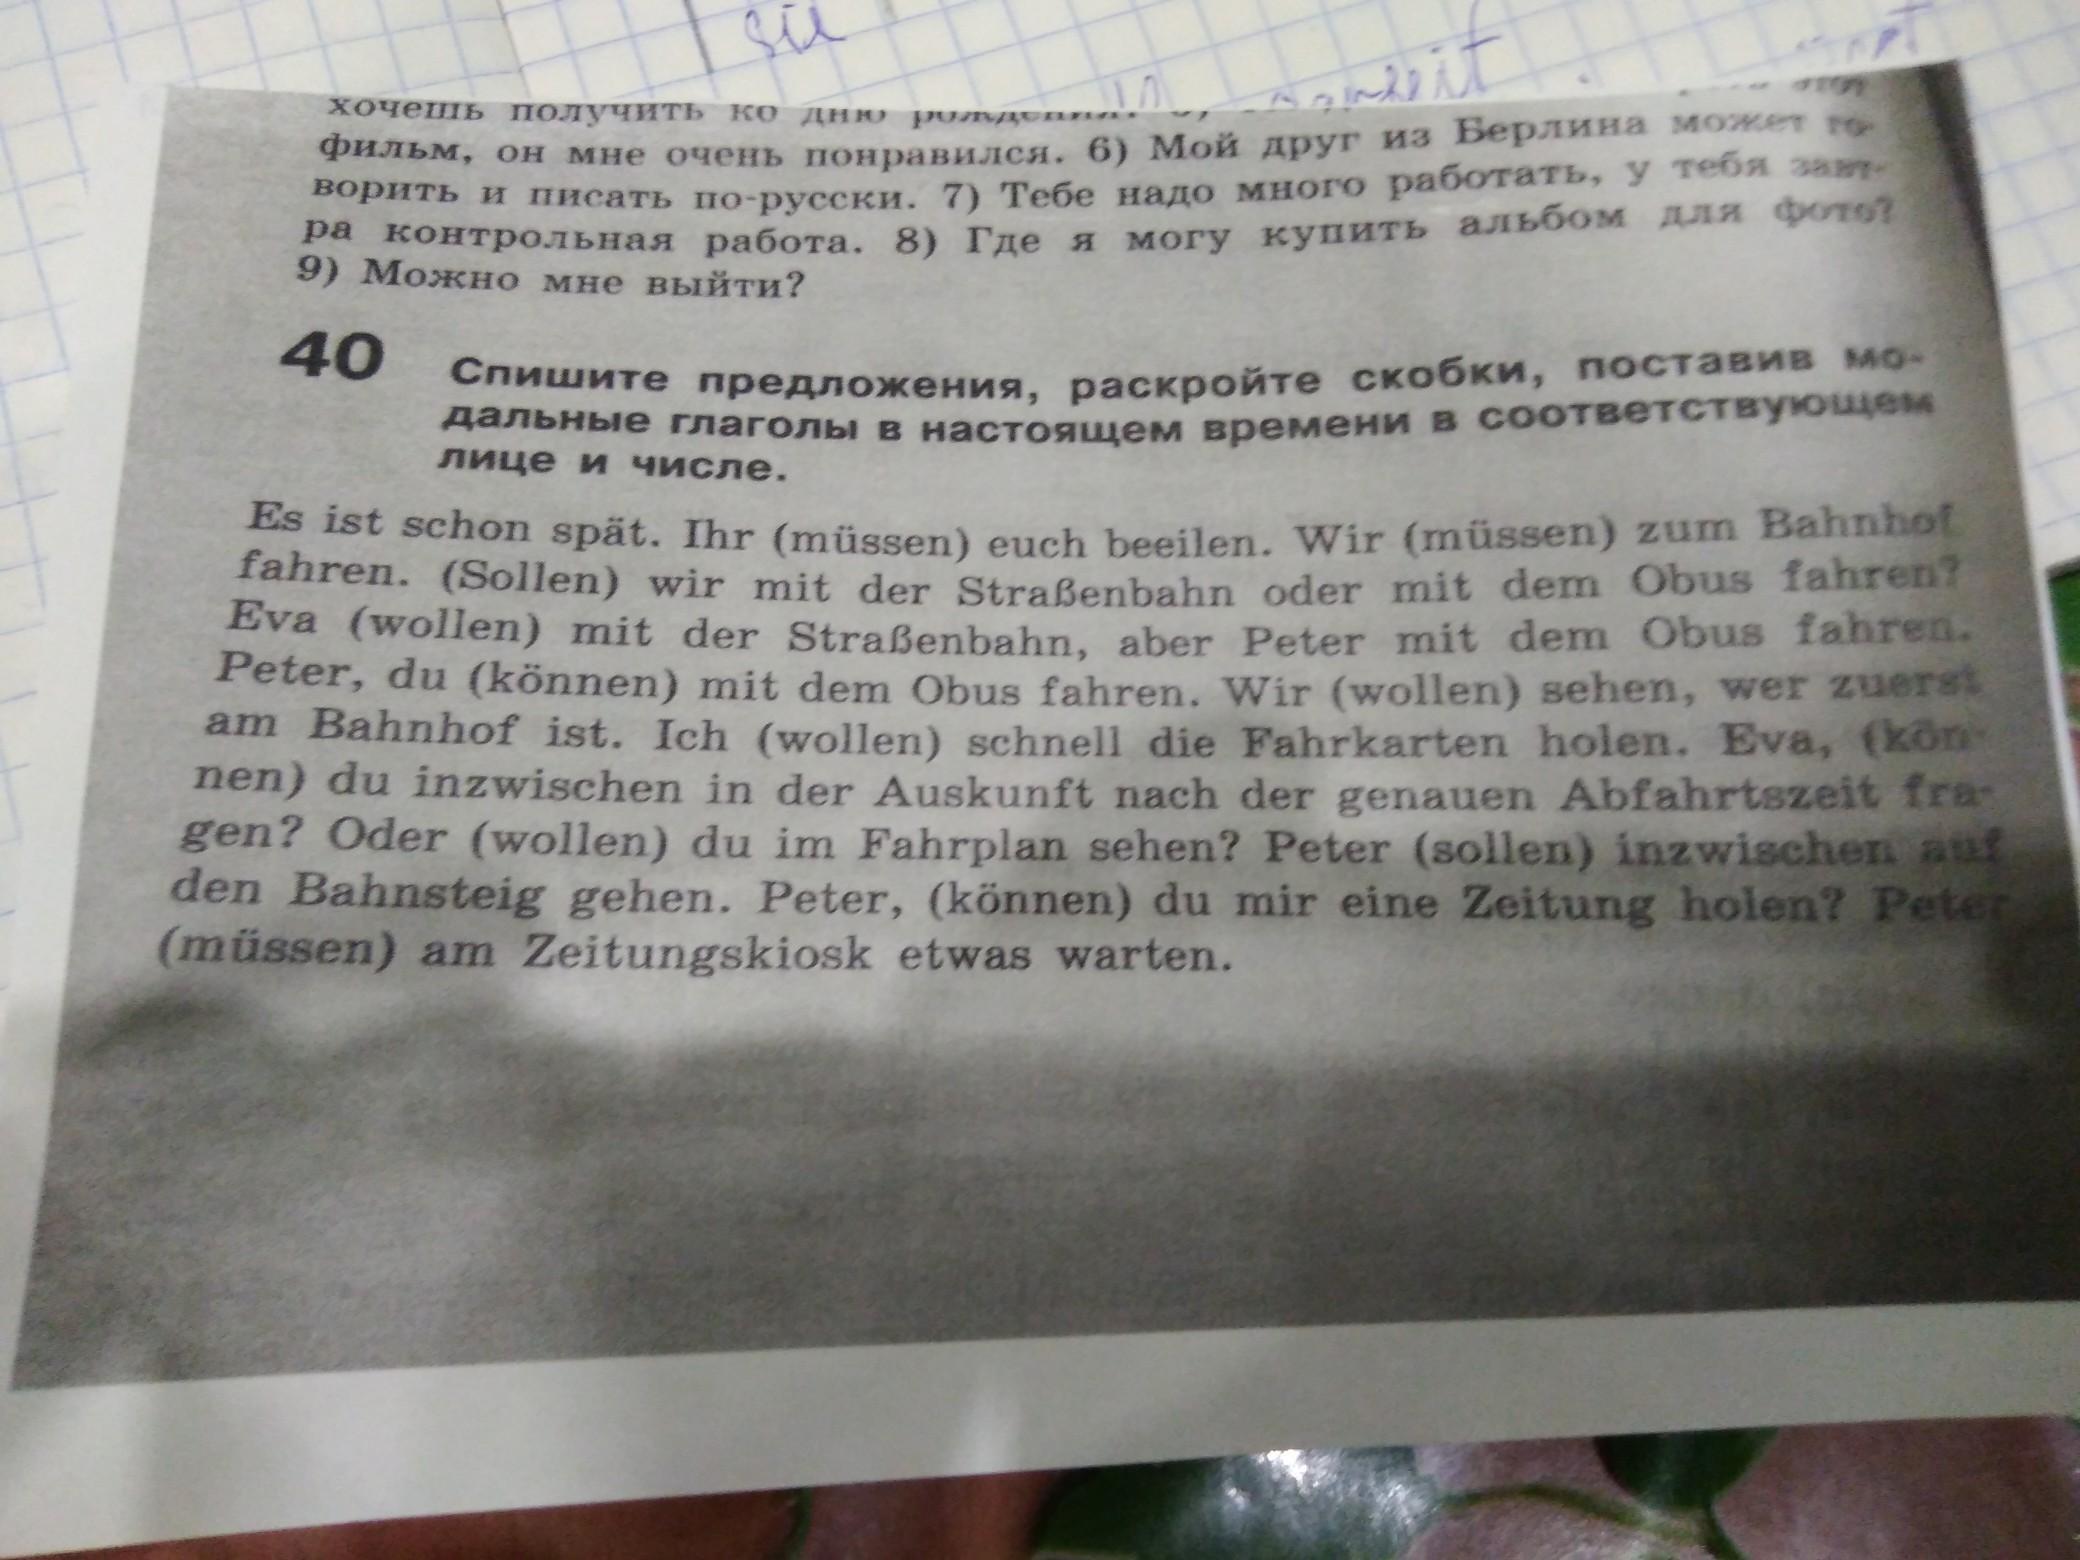 sie
хочешь получить ко дню рождения?
фильм, он мне очень понравился. 6) Мой друг из Берлина может го-
ворить и писать по-русски. 7) Тебе надо много работать, у тебя завт-
ра контрольная работа. 8) Где я могу купить альбом для фото?
9) Можно мне выйти?
40 Спишите предложения, раскройте скобки, поставив мо-
дальные глаголы в настоящем времени в соответствующем
лице и числе.
Es ist schon spät. Ihr (müssen) euch beeilen. Wir (müssen) zum Bahnhof
fahren. (Sollen) wir mit der Straßenbahn oder mit dem Obus fahren?
Eva (wollen) mit der Straßenbahn, aber Peter mit dem Obus fahren.
Peter, du (können) mit dem Obus fahren. Wir (wollen) sehen, wer zuerst
am Bahnhof ist. Ich (wollen) schnell die Fahrkarten holen. Eva, (kön-
nen) du inzwischen in der Auskunft nach der genauen Abfahrtszeit fra-
gen? Oder (wollen) du im Fahrplan sehen? Peter (sollen) inzwischen auf
den Bahnsteig gehen. Peter, (können) du mir eine Zeitung holen? Peter
(müssen) am Zeitungskiosk etwas warten.